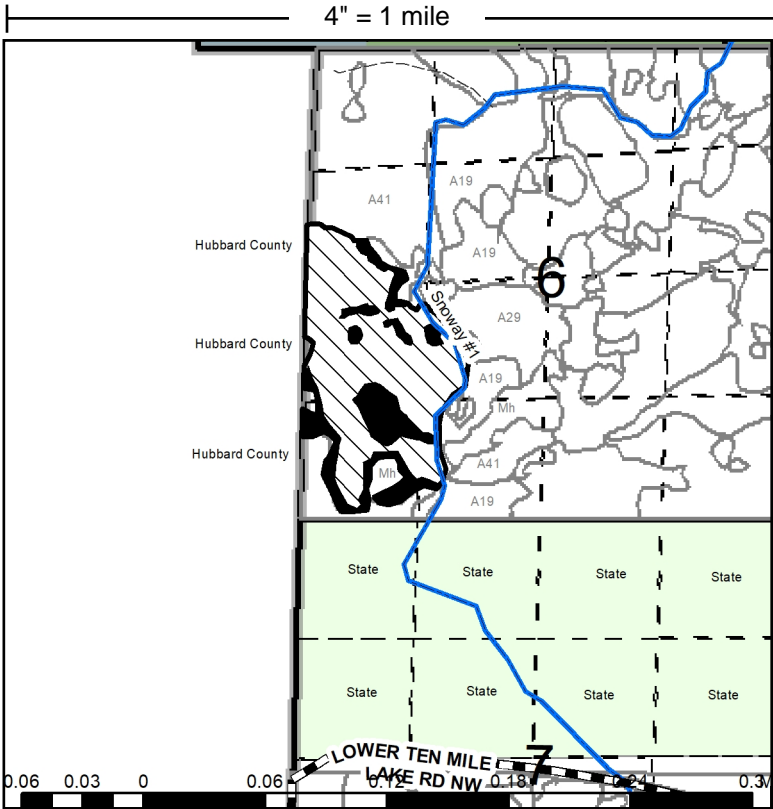 4" = 1 mile
A41
A19
Hubbard County
A19
6
Snoway #1
A29
Hubbard County
A19
Mh
Hubbard County
A41
Mh
A19
State
State
State
State
State
State
State
State
LOWER TEN MILE
7
LAKE RD NW
0.06 0.03 0 0.06 0.12 0.18 0.24